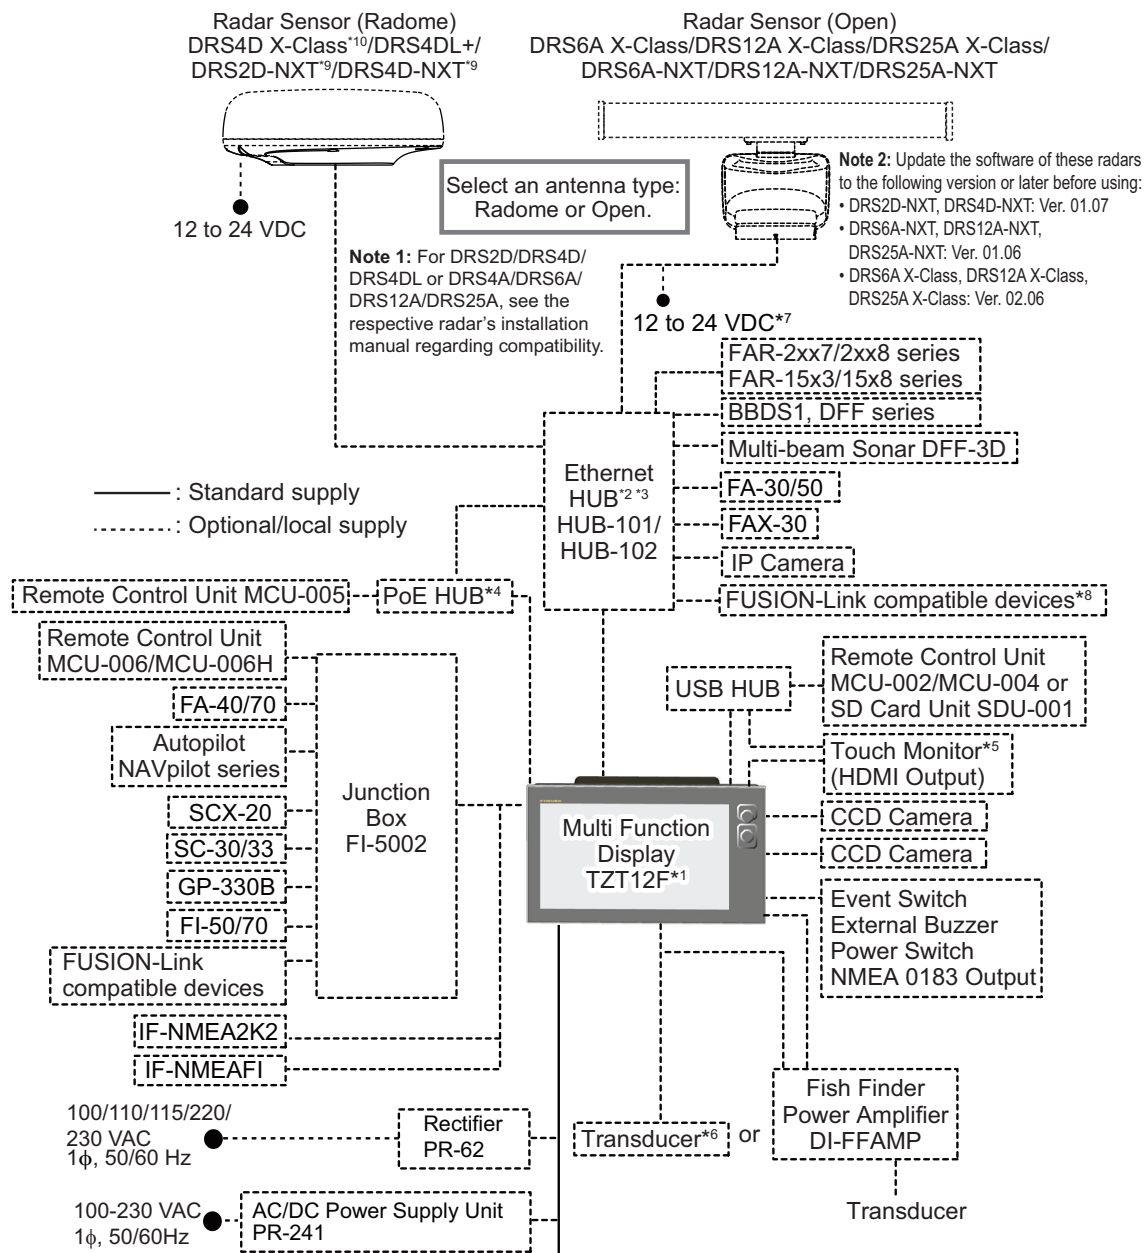 Radar Sensor (Radome)
DRS4D X-Class*10/DRS4DL+/
DRS2D-NXT*9/DRS4D-NXT*9
Radar Sensor (Open)
DRS6A X-Class/DRS12A X-Class/DRS25A X-Class/
DRS6A-NXT/DRS12A-NXT/DRS25A-NXT
12 to 24 VDC
Select an antenna type:
Radome or Open.
Note 1: For DRS2D/DRS4D/
DRS4DL or DRS4A/DRS6A/
DRS12A/DRS25A, see the
respective radar's installation
manual regarding compatibility.
Note 2: Update the software of these radars
to the following version or later before using:
• DRS2D-NXT, DRS4D-NXT: Ver. 01.07
• DRS6A-NXT, DRS12A-NXT,
DRS25A-NXT: Ver. 01.06
• DRS6A X-Class, DRS12A X-Class,
DRS25A X-Class: Ver. 02.06
12 to 24 VDC*7
FAR-2xx7/2xx8 series
FAR-15x3/15x8 series
BBDS1, DFF series
Multi-beam Sonar DFF-3D
FA-30/50
FAX-30
IP Camera
FUSION-Link compatible devices*8
Ethernet
HUB*2 *3
HUB-101/
HUB-102
: Standard supply
: Optional/local supply
Remote Control Unit MCU-005
PoE HUB*4
Remote Control Unit
MCU-006/MCU-006H
FA-40/70
Autopilot
NAVpilot series
SCX-20
SC-30/33
GP-330B
FI-50/70
FUSION-Link
compatible devices
IF-NMEA2K2
IF-NMEAFI
Junction
Box
FI-5002
USB HUB
Remote Control Unit
MCU-002/MCU-004 or
SD Card Unit SDU-001
Touch Monitor*5
(HDMI Output)
CCD Camera
CCD Camera
Multi Function
Display
TZT12F*1
Event Switch
External Buzzer
Power Switch
NMEA 0183 Output
100/110/115/220/
230 VAC
1ϕ, 50/60 Hz
Rectifier
PR-62
Transducer*6
or
Fish Finder
Power Amplifier
DI-FFAMP
Transducer
100-230 VAC
1ϕ, 50/60Hz
AC/DC Power Supply Unit
PR-241